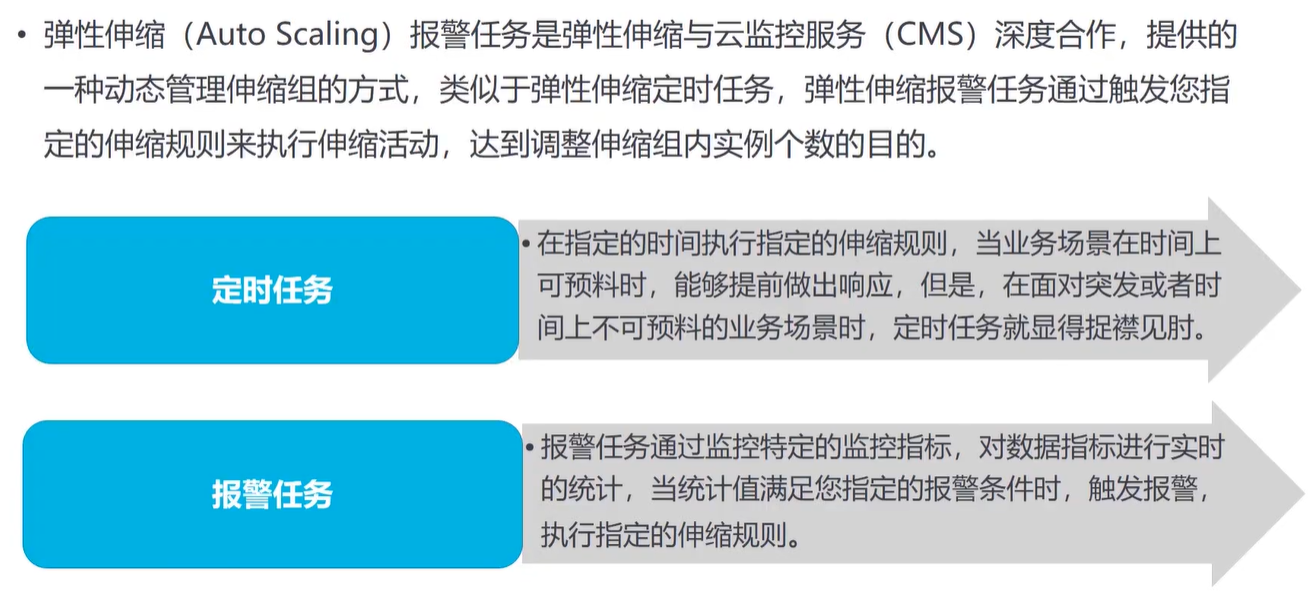 • 弹性伸缩（Auto Scaling）报警任务是弹性伸缩与云监控服务（CMS）深度合作，提供的
一种动态管理伸缩组的方式，类似于弹性伸缩定时任务，弹性伸缩报警任务通过触发您指
定的伸缩规则来执行伸缩活动，达到调整伸缩组内实例个数的目的。
定时任务
• 在指定的时间执行指定的伸缩规则，当业务场景在时间上
可预料时，能够提前做出响应，但是，在面对突发或者时
间上不可预料的业务场景时，定时任务就显得捉襟见肘。
报警任务
• 报警任务通过监控特定的监控指标，对数据指标进行实时
的统计，当统计值满足您指定的报警条件时，触发报警，
执行指定的伸缩规则。